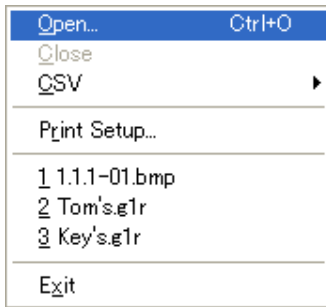 Open... Ctrl+O
Close
CSV
Print Setup...
1 1.1.1-01.bmp
2 Tom's.g1r
3 Key's.g1r
Exit